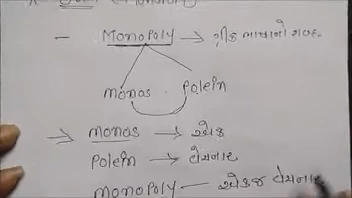 - Monopoly → ગ્રીક ભાષાનો શબ્દ
Monos . Polein
→ Monos → એક
Polein → વેચનાર
Monopoly — એકજ વેચનાર